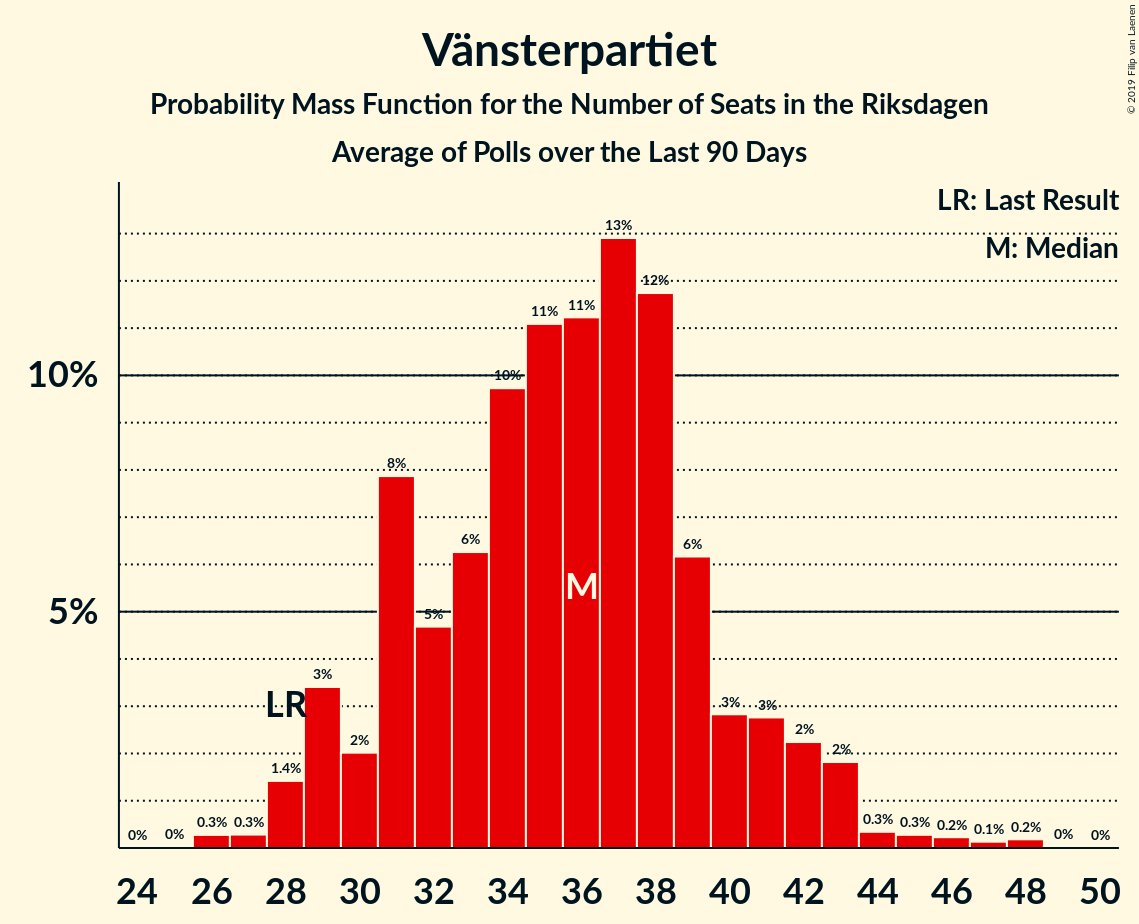 Vänsterpartiet
Probability Mass Function for the Number of Seats in the Riksdagen
Average of Polls over the Last 90 Days
© 2019 Filip van Laenen
LR: Last Result
M: Median
10%
5%
0% 0% 0.3% 0.3% 1.4% 3% 2% 8% 5% 6% 10% 11% 11% 13% 12% 6% 3% 3% 2% 2% 0.3% 0.3% 0.2% 0.1% 0.2% 0% 0%
LR
M
24 26 28 30 32 34 36 38 40 42 44 46 48 50